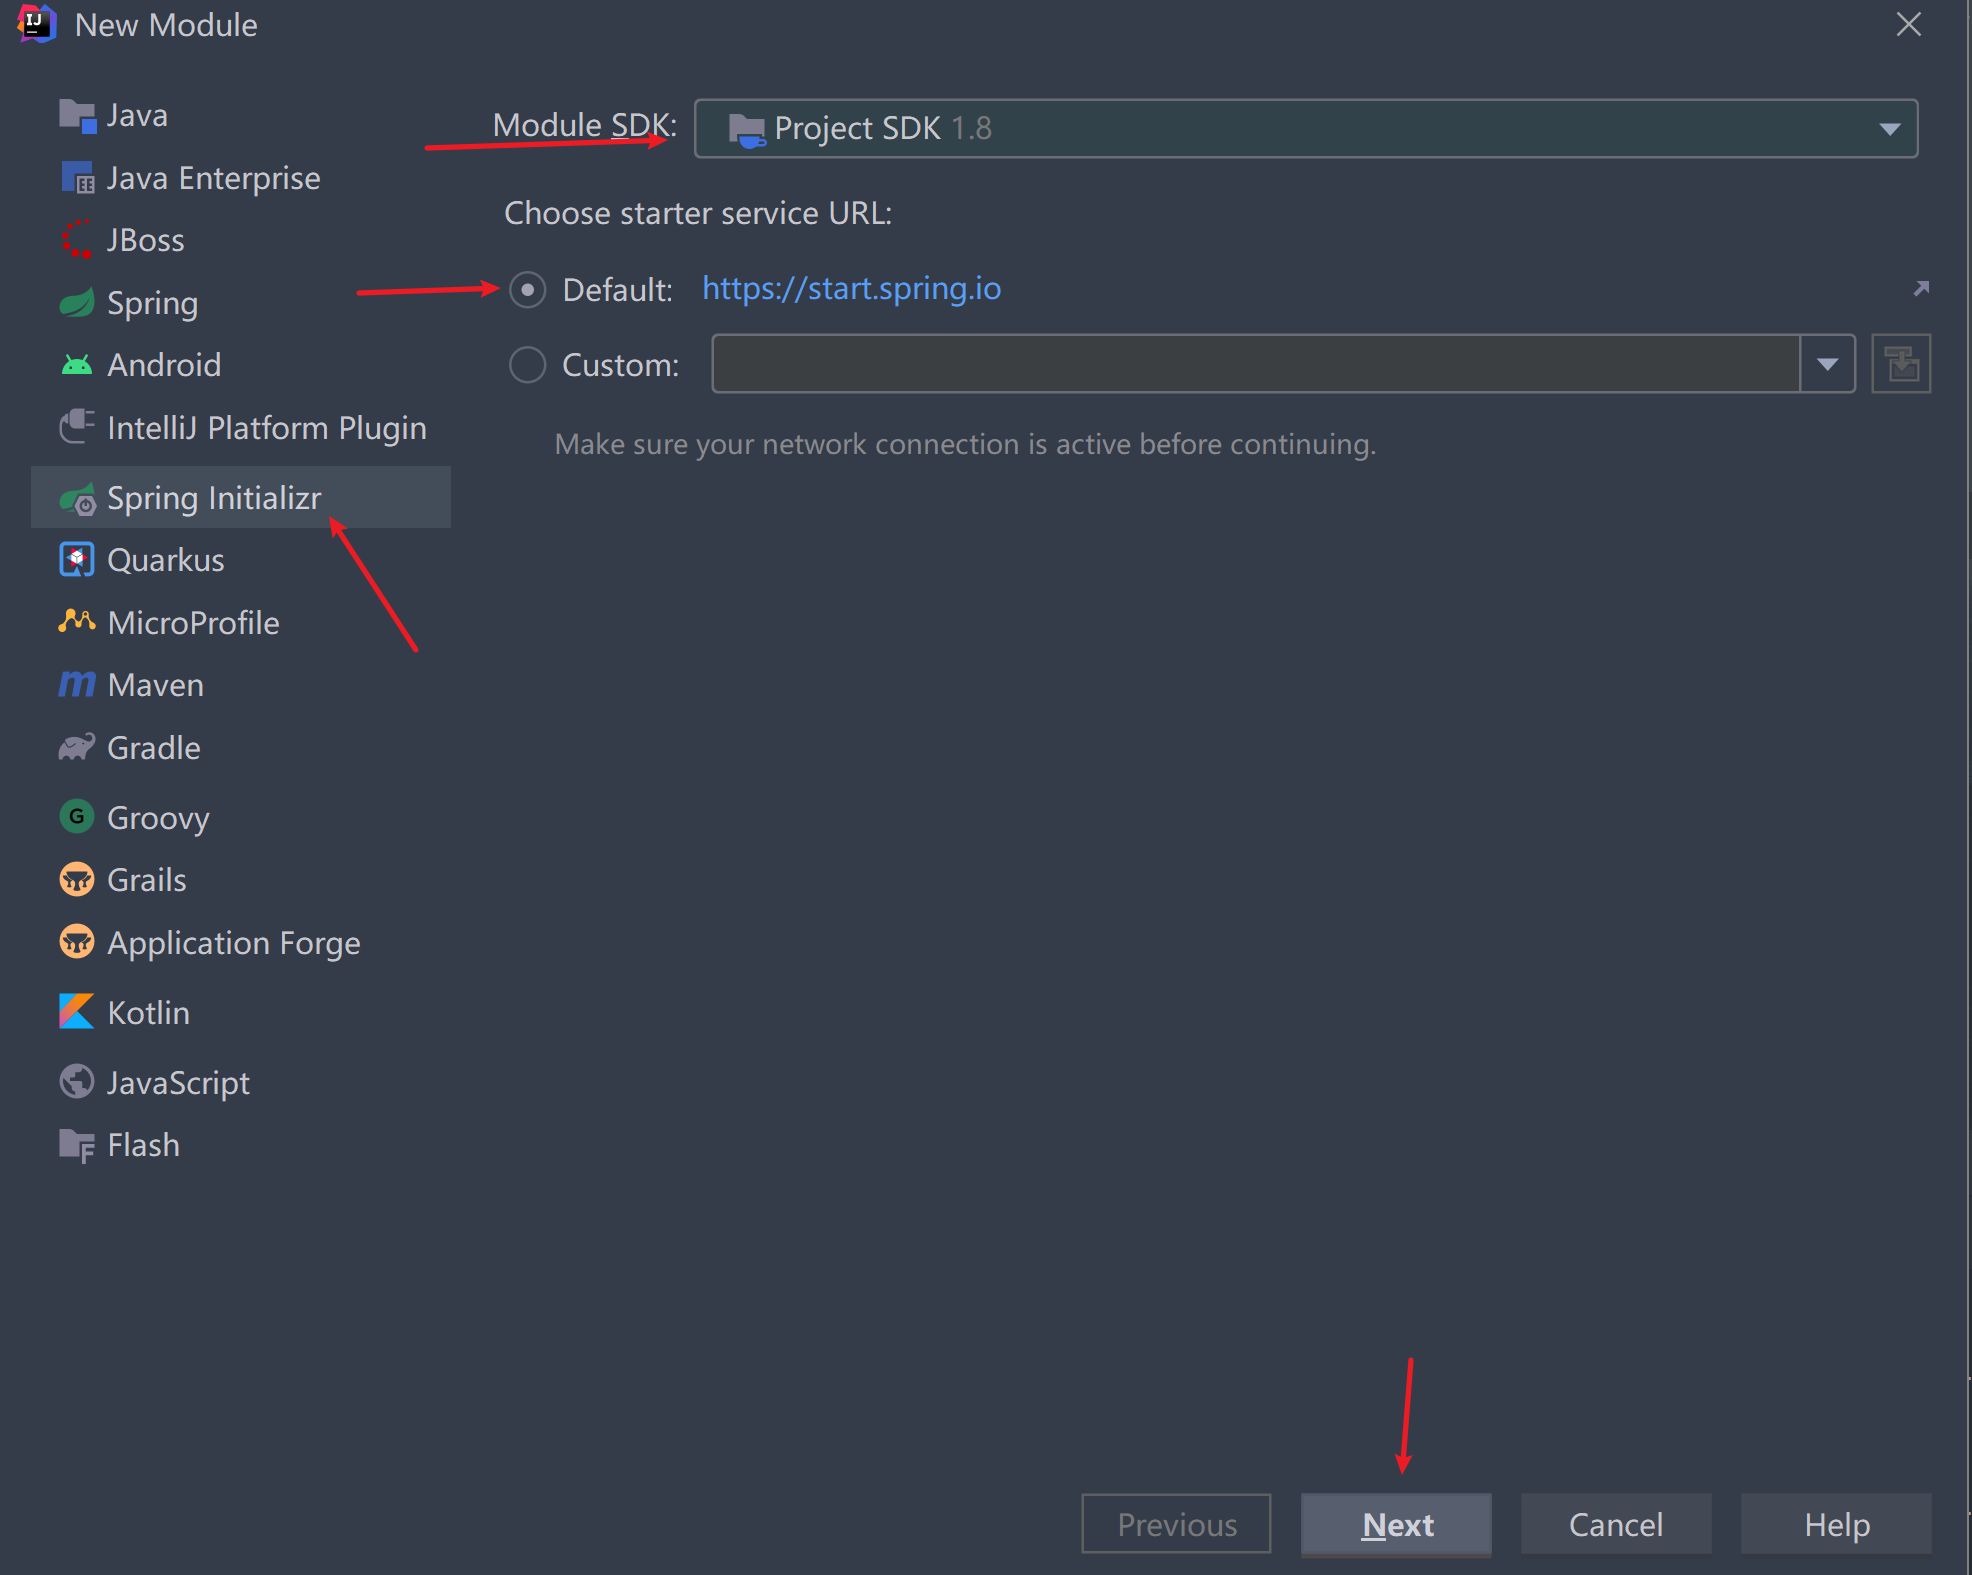 New Module
Java
Java Enterprise
JBoss
Spring
Android
IntelliJ Platform Plugin
Spring Initializr
Quarkus
MicroProfile
Maven
Gradle
Groovy
Grails
Application Forge
Kotlin
JavaScript
Flash
Module SDK: Project SDK 1.8
Choose starter service URL:
Default: https://start.spring.io
Custom:
Make sure your network connection is active before continuing.
Previous Next Cancel Help